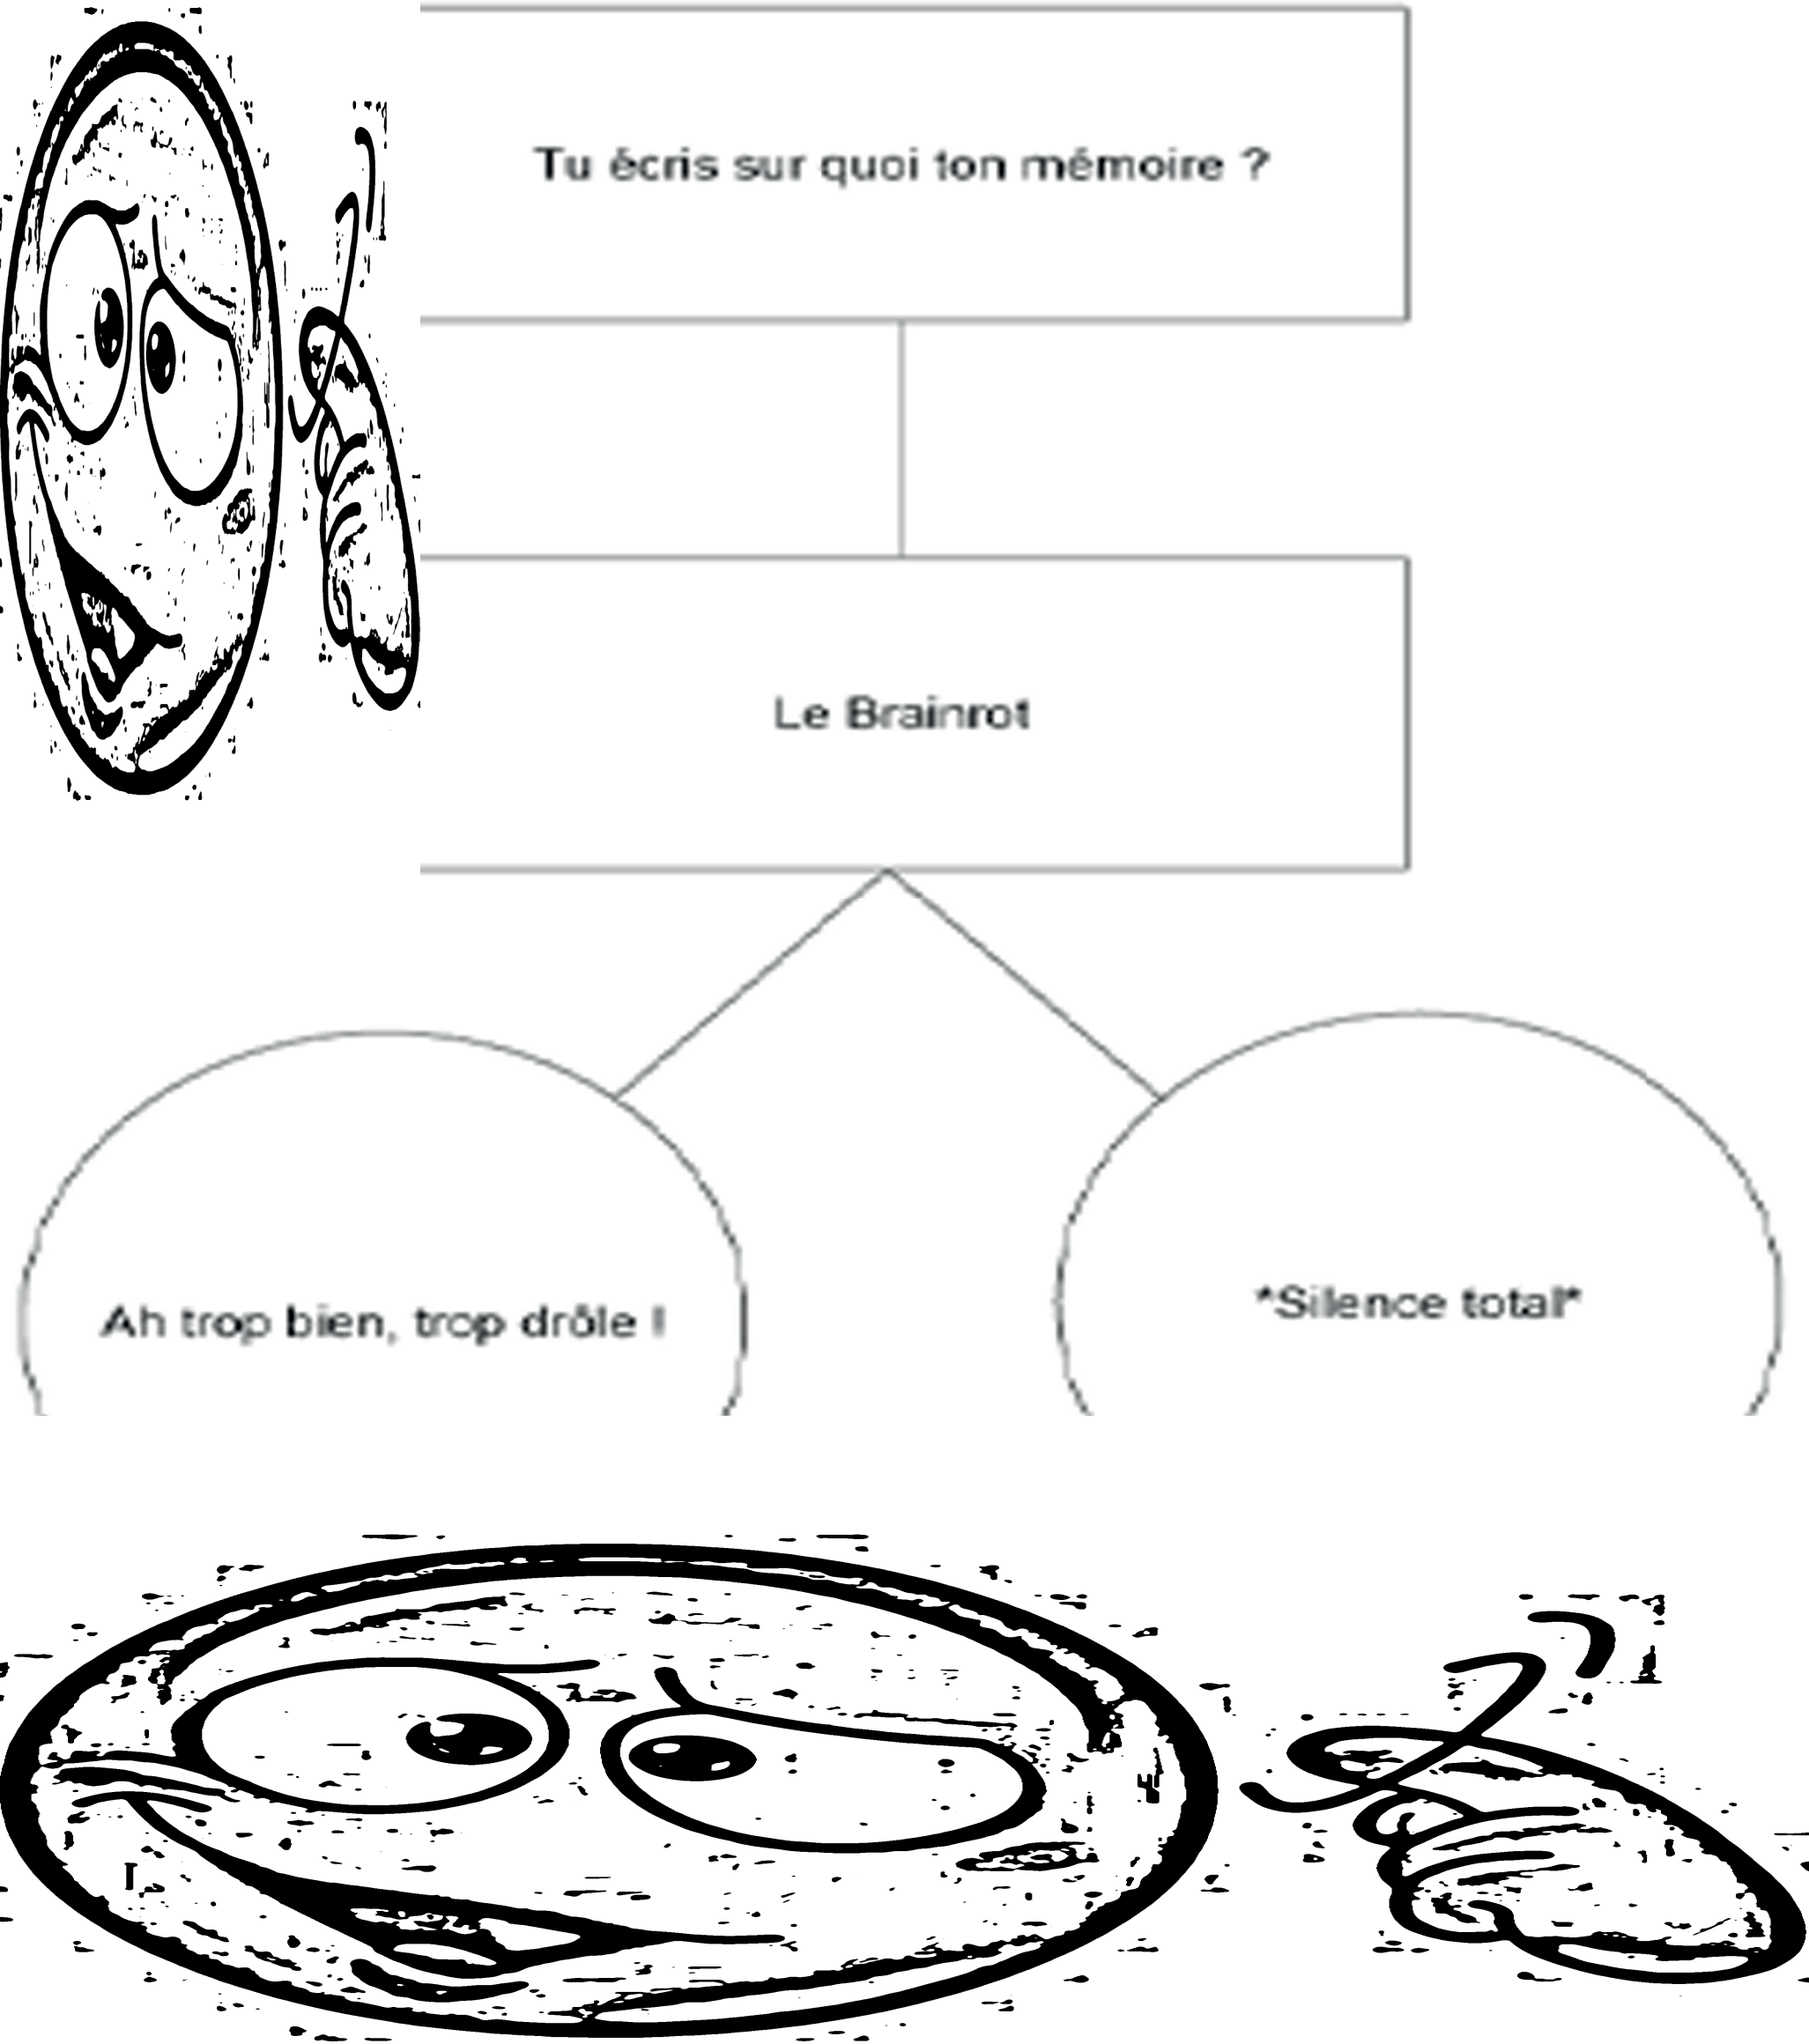 Tu écris sur quoi ton mémoire ?
Le Brainrot
Ah trop bien, trop drôle !
*Silence total*